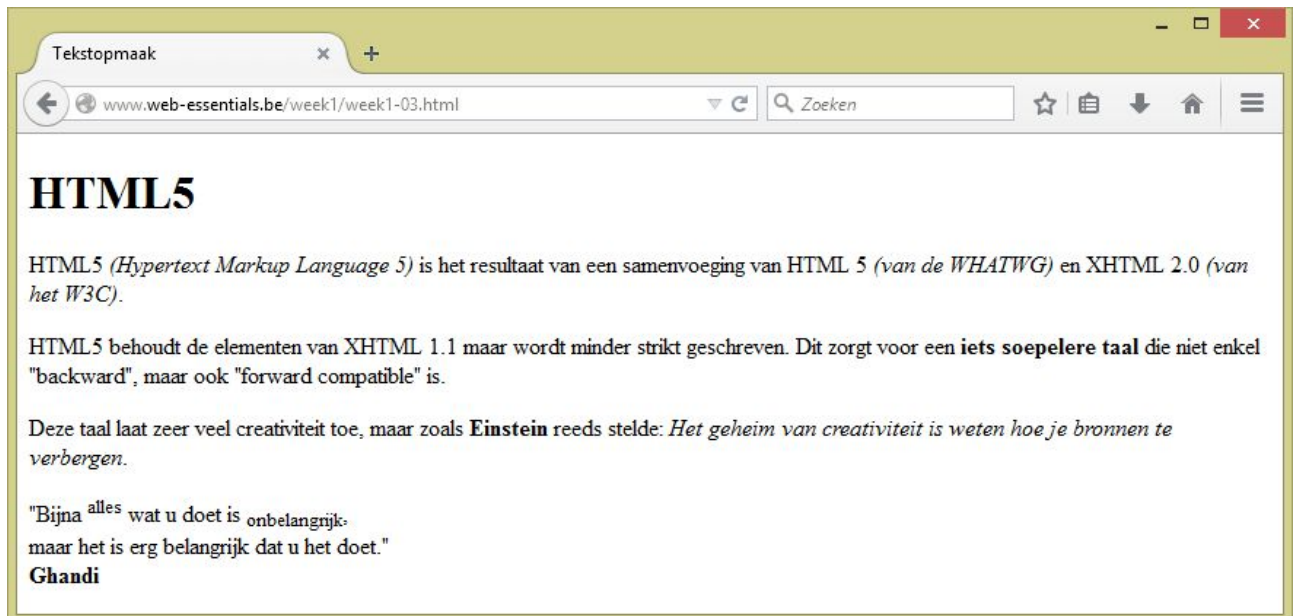 Tekstopmaak
www.web-essentials.be/week1/week1-03.html
Zoeken
HTML5
HTML5 (Hypertext Markup Language 5) is het resultaat van een samenvoeging van HTML 5 (van de WHATWG) en XHTML 2.0 (van
het W3C).
HTML5 behoudt de elementen van XHTML 1.1 maar wordt minder strikt geschreven. Dit zorgt voor een iets soepelere taal die niet enkel
"backward", maar ook "forward compatible" is.
Deze taal laat zeer veel creativiteit toe, maar zoals Einstein reeds stelde: Het geheim van creativiteit is weten hoe je bronnen te
verbergen.
"Bijna alles wat u doet is onbelangrijk,
maar het is erg belangrijk dat u het doet."
Ghandi